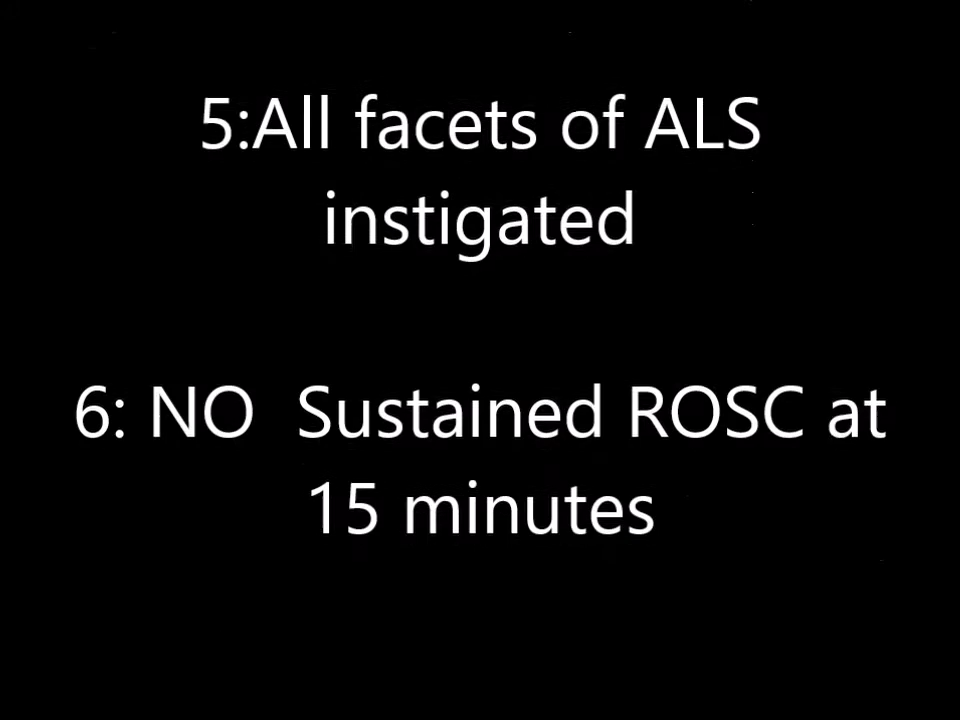 5:All facets of ALS
instigated
6: NO  Sustained ROSC at
15 minutes